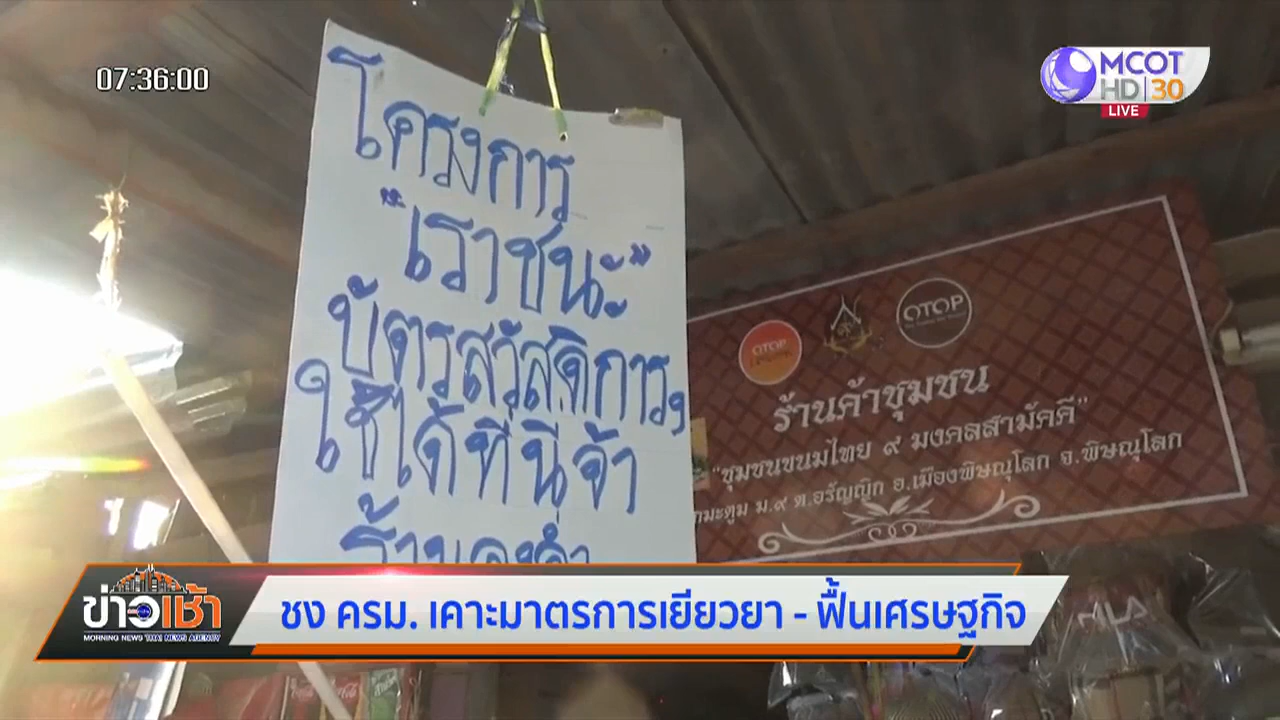 07:36:00
MCOT
HD 30
LIVE
โครงการ
"เราชนะ"
บัตรสวัสดิการฯ
ใช้ได้ที่นี่จ้า
OTOP
OTOP
ร้านค้าชุมชน
"ชุมชนขนมไทย ๙ มงคลสามัคคี"
ม.๙ ต.อรัญญิก อ.เมืองพิษณุโลก จ.พิษณุโลก
ข่าวเช้า
MORNING NEWS THAI NEWS AGENCY
ชง ครม. เคาะมาตรการเยียวยา - ฟื้นเศรษฐกิจ